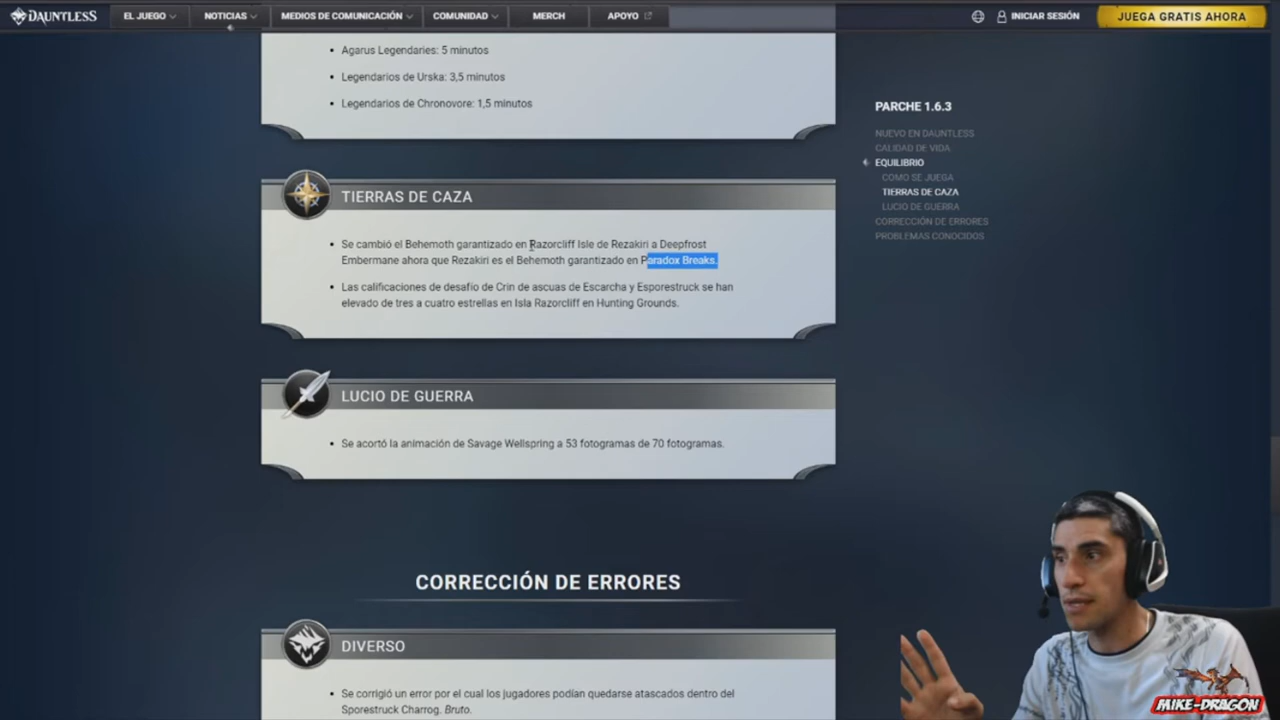 DAUNTLESS EL JUEGO NOTICIAS MEDIOS DE COMUNICACIÓN COMUNIDAD MERCH APOYO INICIAR SESIÓN JUEGA GRATIS AHORA
Agarus Legendaries: 5 minutos
Legendarios de Urska: 3,5 minutos
Legendarios de Chronovore: 1,5 minutos
TIERRAS DE CAZA
Se cambió el Behemoth garantizado en Razorcliff Isle de Rezakiri a Deepfrost
Embermane ahora que Rezakiri es el Behemoth garantizado en Paradox Breaks.
Las calificaciones de desafío de Crin de ascuas de Escarcha y Esporestruck se han
elevado de tres a cuatro estrellas en Isla Razorcliff en Hunting Grounds.
LUCIO DE GUERRA
Se acortó la animación de Savage Wellspring a 53 fotogramas de 70 fotogramas.
CORRECCIÓN DE ERRORES
DIVERSO
Se corrigió un error por el cual los jugadores podían quedarse atascados dentro del
Sporestruck Charrog. Bruto.
PARCHE 1.6.3
NUEVO EN DAUNTLESS
CALIDAD DE VIDA
EQUILIBRIO
COMO SE JUEGA
TIERRAS DE CAZA
LUCIO DE GUERRA
CORRECCIÓN DE ERRORES
PROBLEMAS CONOCIDOS
MIKE-DRAGON